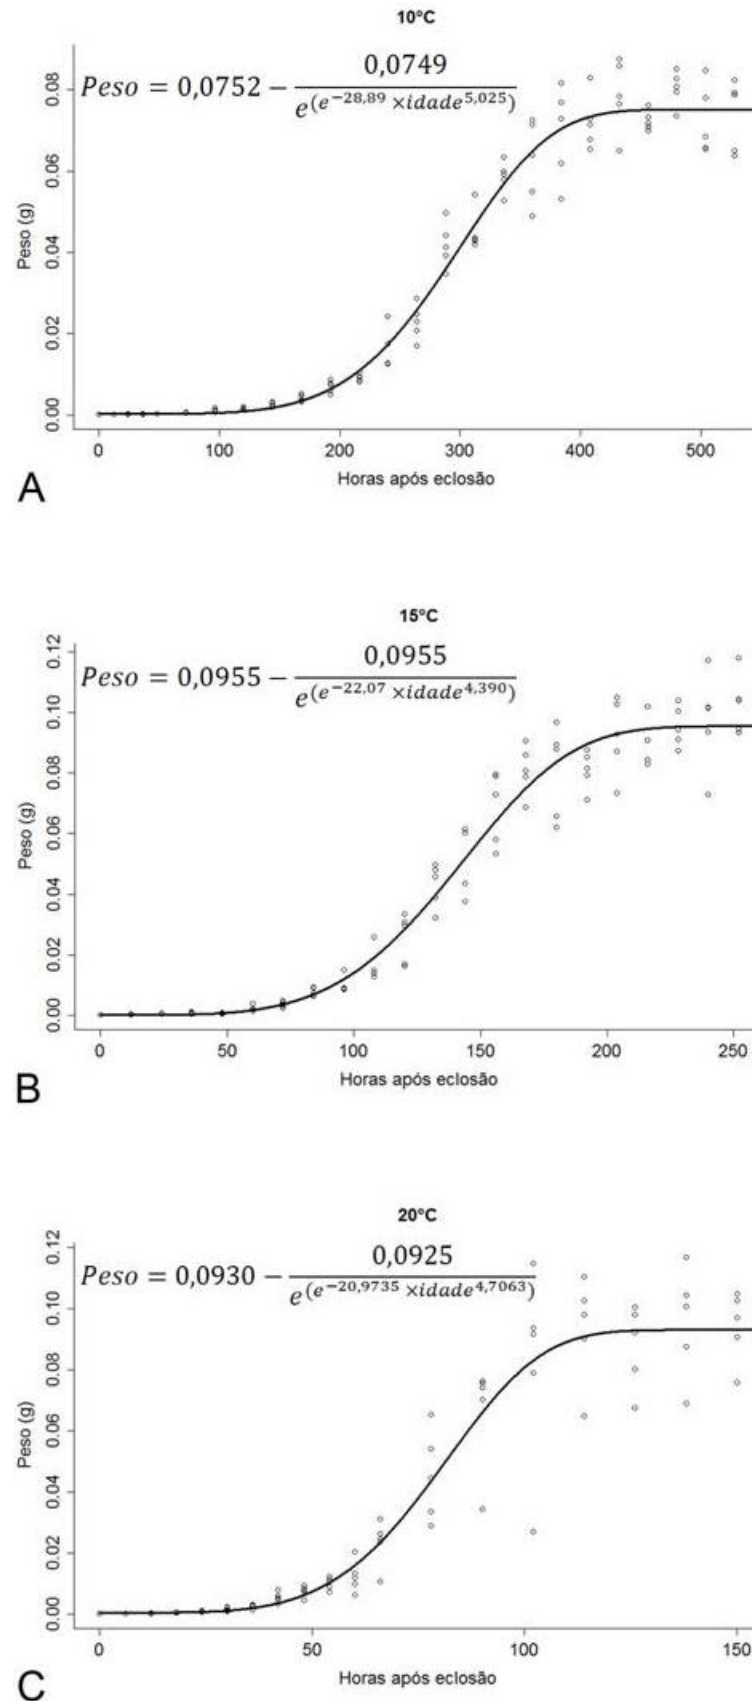 10°C
Peso = 0,0752 − 0,0749 / e^(e^−28,89 ×idade^5,025)
0.08
0.06
0.04
0.02
0.00
Peso (g)
0 100 200 300 400 500
Horas após eclosão
A
15°C
Peso = 0,0955 − 0,0955 / e^(e^−22,07 ×idade^4,390)
0.12
0.10
0.08
0.06
0.04
0.02
0.00
Peso (g)
0 50 100 150 200 250
Horas após eclosão
B
20°C
Peso = 0,0930 − 0,0925 / e^(e^−20,9735 ×idade^4,7063)
0.12
0.10
0.08
0.06
0.04
0.02
0.00
Peso (g)
0 50 100 150
Horas após eclosão
C